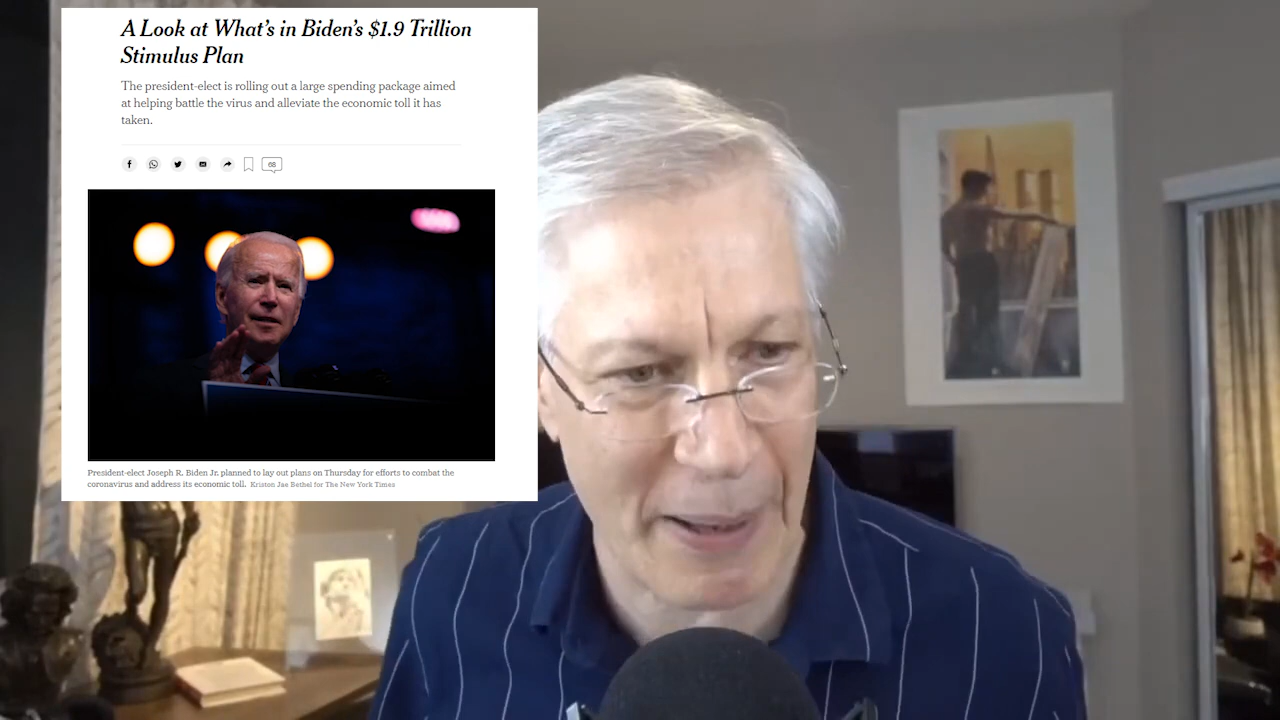 A Look at What's in Biden's $1.9 Trillion
Stimulus Plan
The president-elect is rolling out a large spending package aimed
at helping battle the virus and alleviate the economic toll it has
taken.
68
President-elect Joseph R. Biden Jr. planned to lay out plans on Thursday for efforts to combat the
coronavirus and address its economic toll. Kriston Jae Bethel for The New York Times